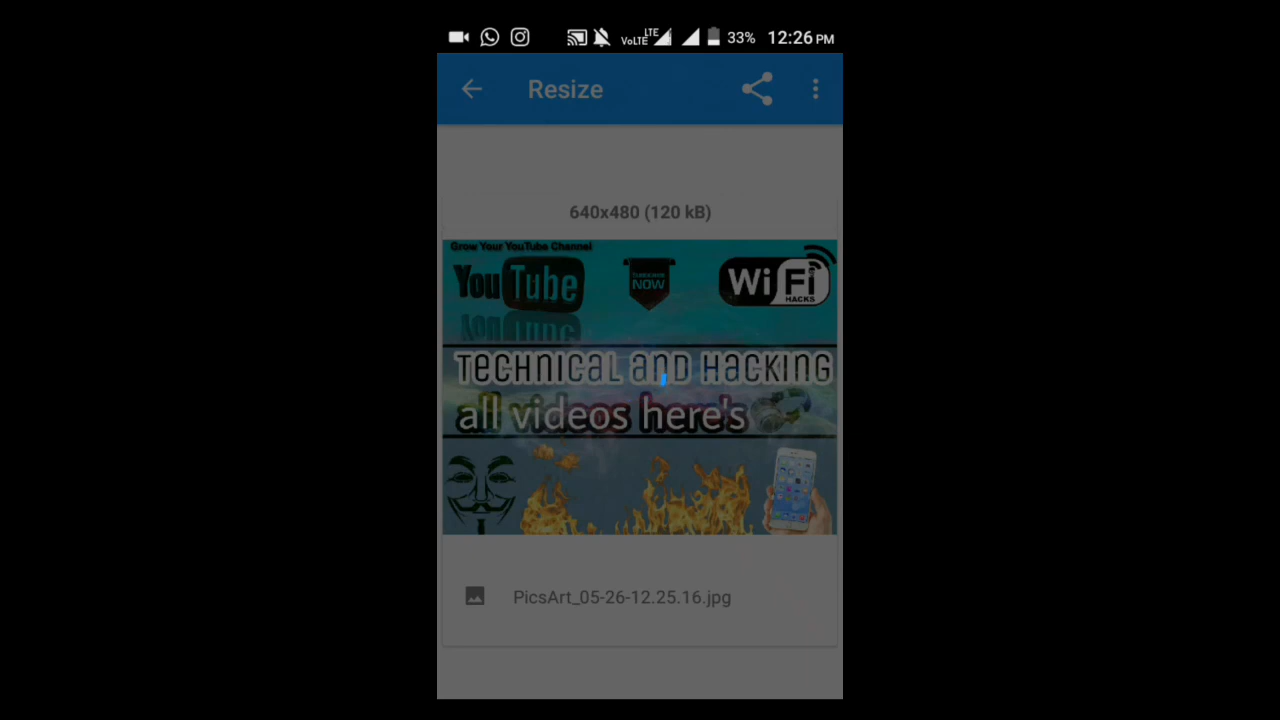 VoLTE LTE 33% 12:26 PM
Resize
640x480 (120 kB)
Grow Your YouTube Channel
YouTube
NOW
WiFi
HACKS
TECHNICAL AND HACKING
all videos here's
PicsArt_05-26-12.25.16.jpg